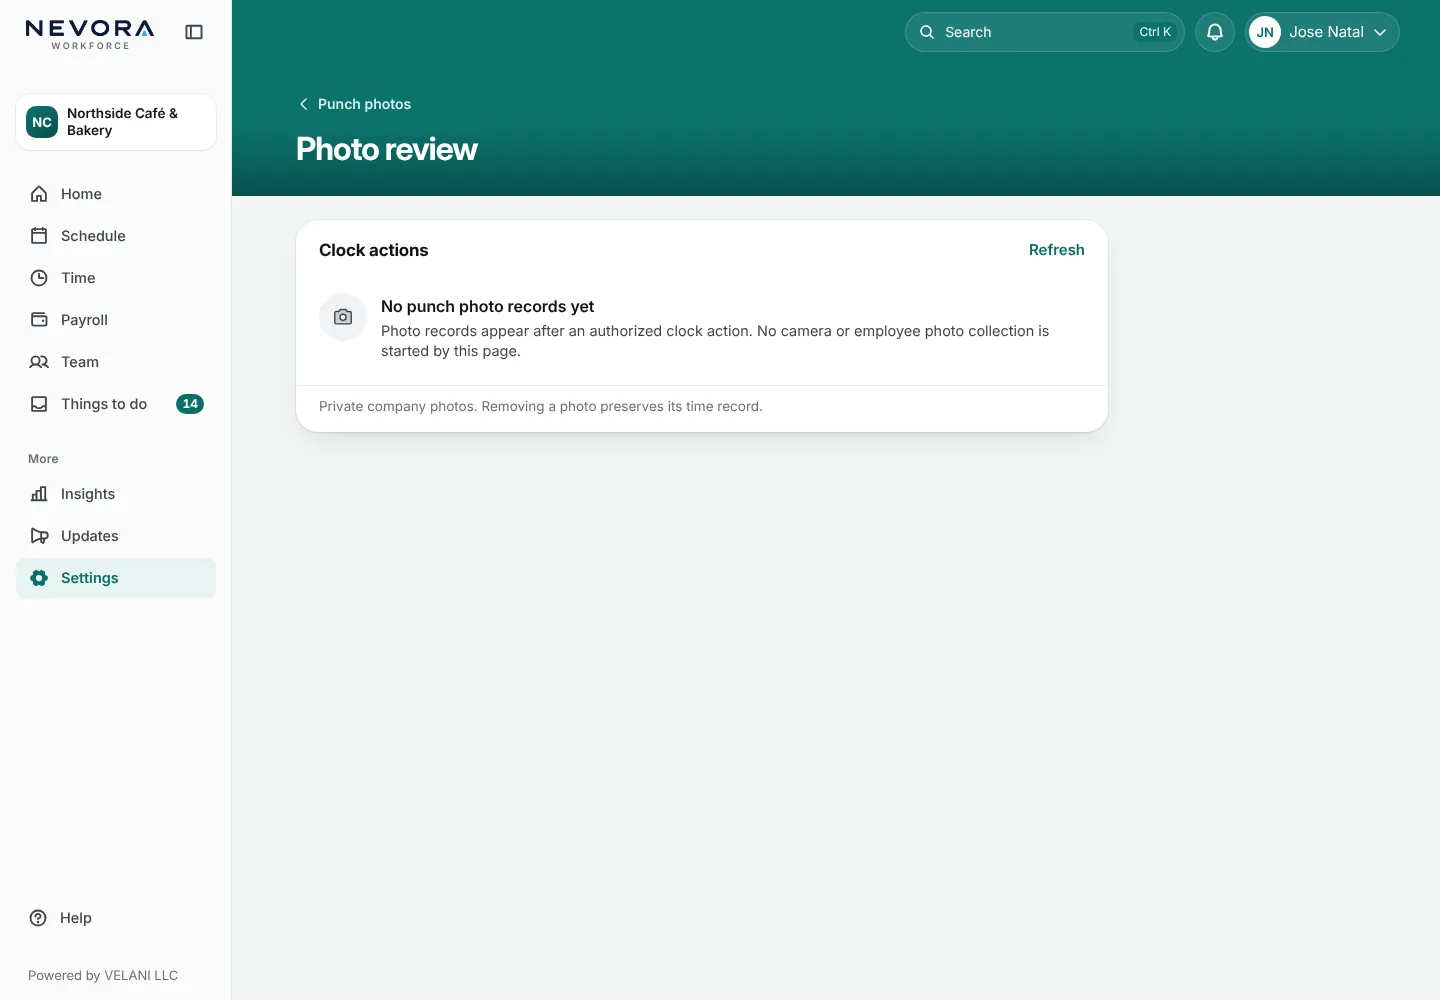 NEVORA
WORKFORCE
Search
Ctrl K
JN
Jose Natal
NC
Northside Café &
Bakery
Punch photos
Photo review
Home
Schedule
Time
Payroll
Team
Things to do
14
More
Insights
Updates
Settings
Clock actions
Refresh
No punch photo records yet
Photo records appear after an authorized clock action. No camera or employee photo collection is
started by this page.
Private company photos. Removing a photo preserves its time record.
Help
Powered by VELANI LLC